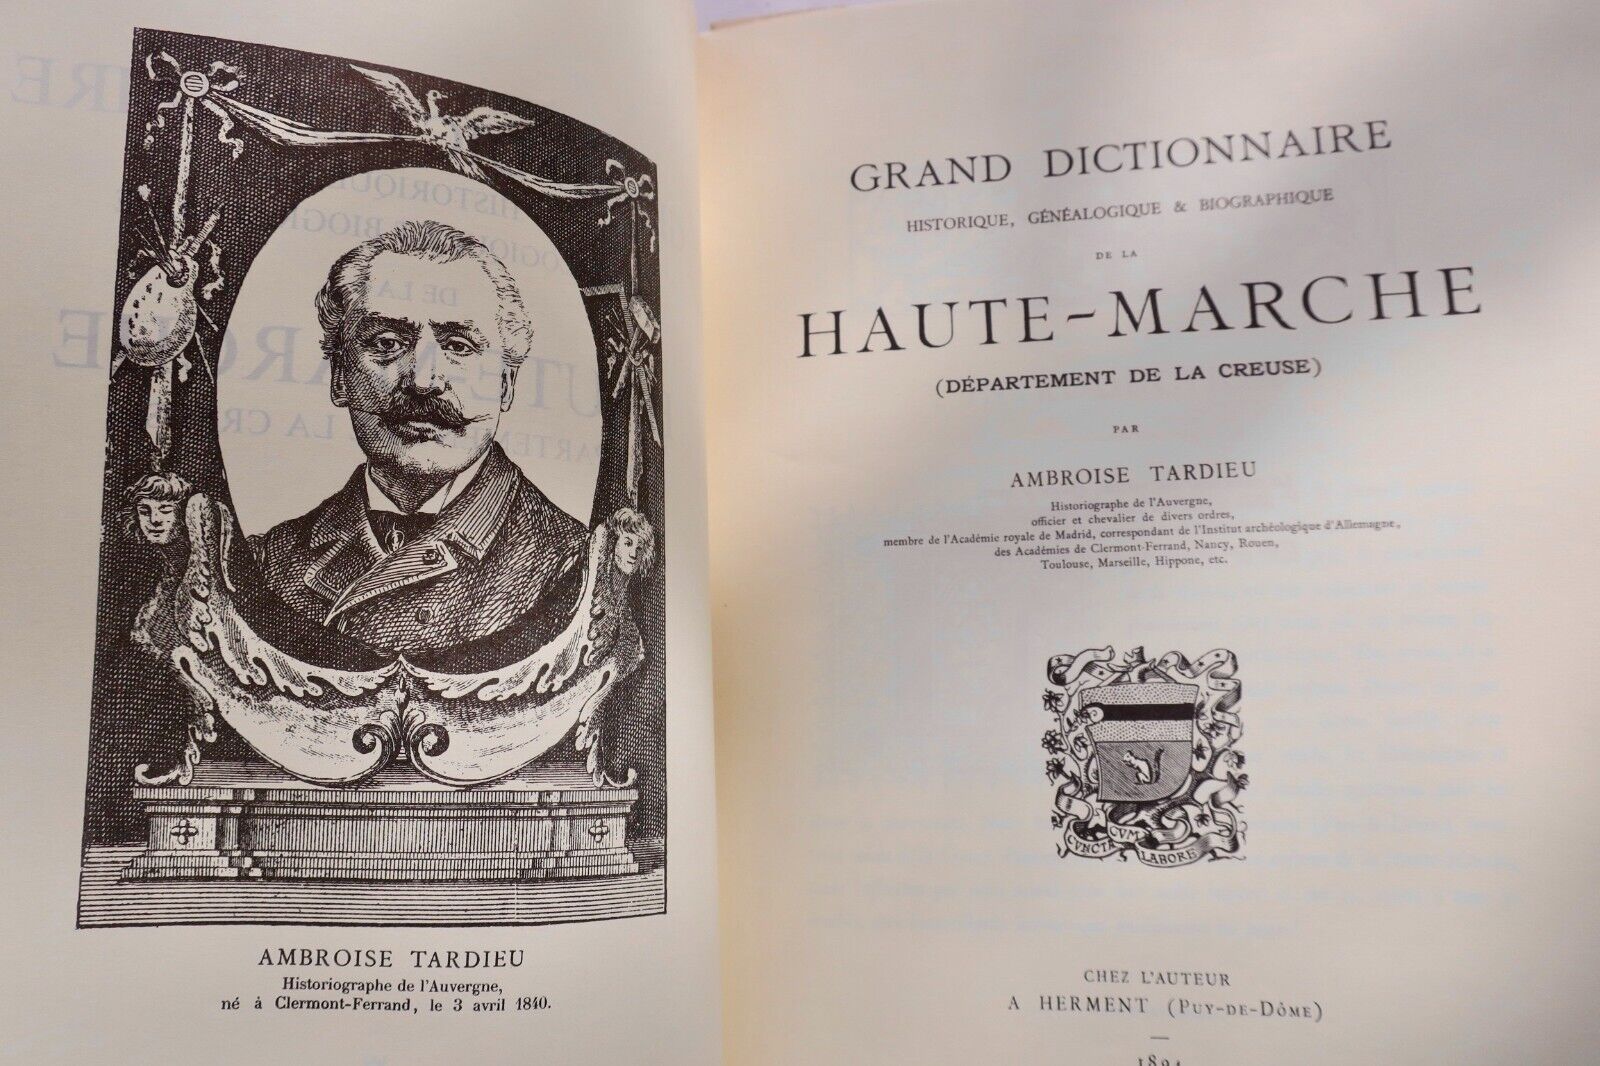 AMBROISE TARDIEU
Historiographe de l'Auvergne,
né à Clermont-Ferrand, le 3 avril 1840.
GRAND DICTIONNAIRE
HISTORIQUE, GÉNÉALOGIQUE & BIOGRAPHIQUE
DE LA
HAUTE-MARCHE
(DÉPARTEMENT DE LA CREUSE)
PAR
AMBROISE TARDIEU
Historiographe de l'Auvergne,
officier et chevalier de divers ordres,
membre de l'Académie royale de Madrid, correspondant de l'Institut archéologique d'Allemagne,
des Académies de Clermont-Ferrand, Nancy, Rouen,
Toulouse, Marseille, Hippone, etc.
CVNCTA CVM LABORE
CHEZ L'AUTEUR
A HERMENT (PUY-DE-DÔME)
1894